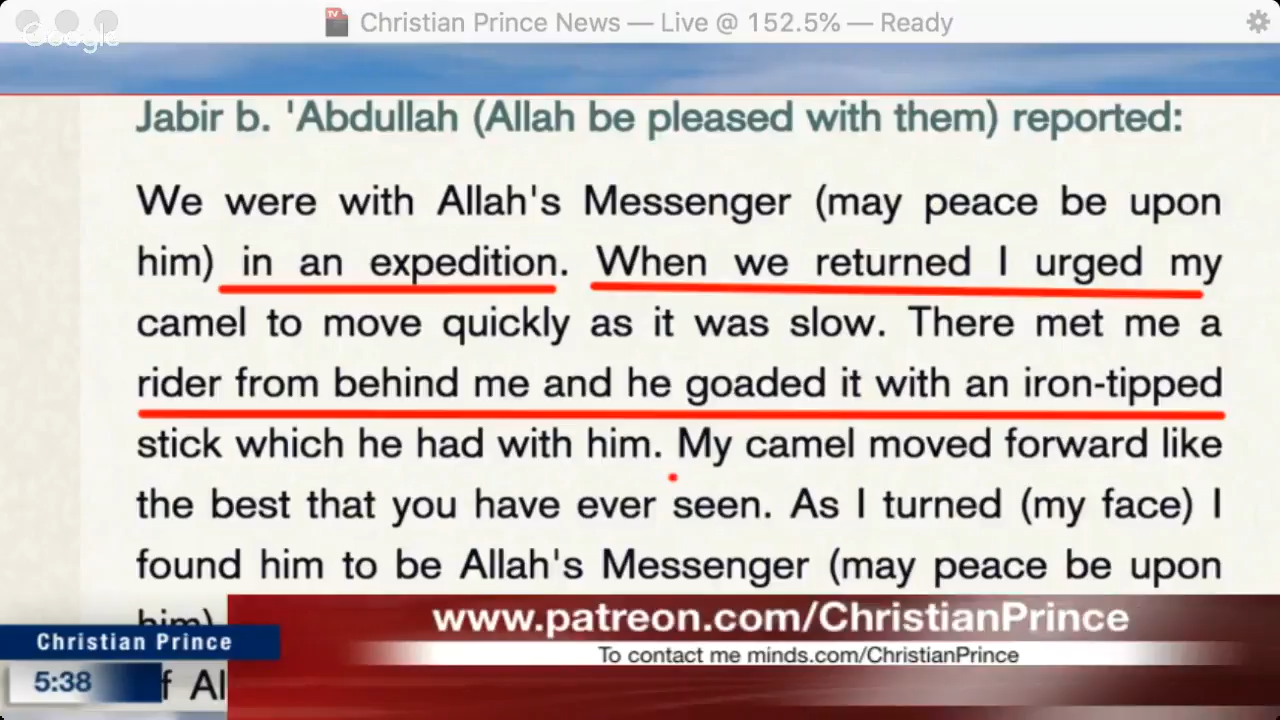 Christian Prince News — Live @ 152.5% — Ready
Google
Jabir b. 'Abdullah (Allah be pleased with them) reported:
We were with Allah's Messenger (may peace be upon
him) in an expedition. When we returned I urged my
camel to move quickly as it was slow. There met me a
rider from behind me and he goaded it with an iron-tipped
stick which he had with him. My camel moved forward like
the best that you have ever seen. As I turned (my face) I
found him to be Allah's Messenger (may peace be upon
him)
www.patreon.com/ChristianPrince
Christian Prince
To contact me minds.com/ChristianPrince
5:38
f Al